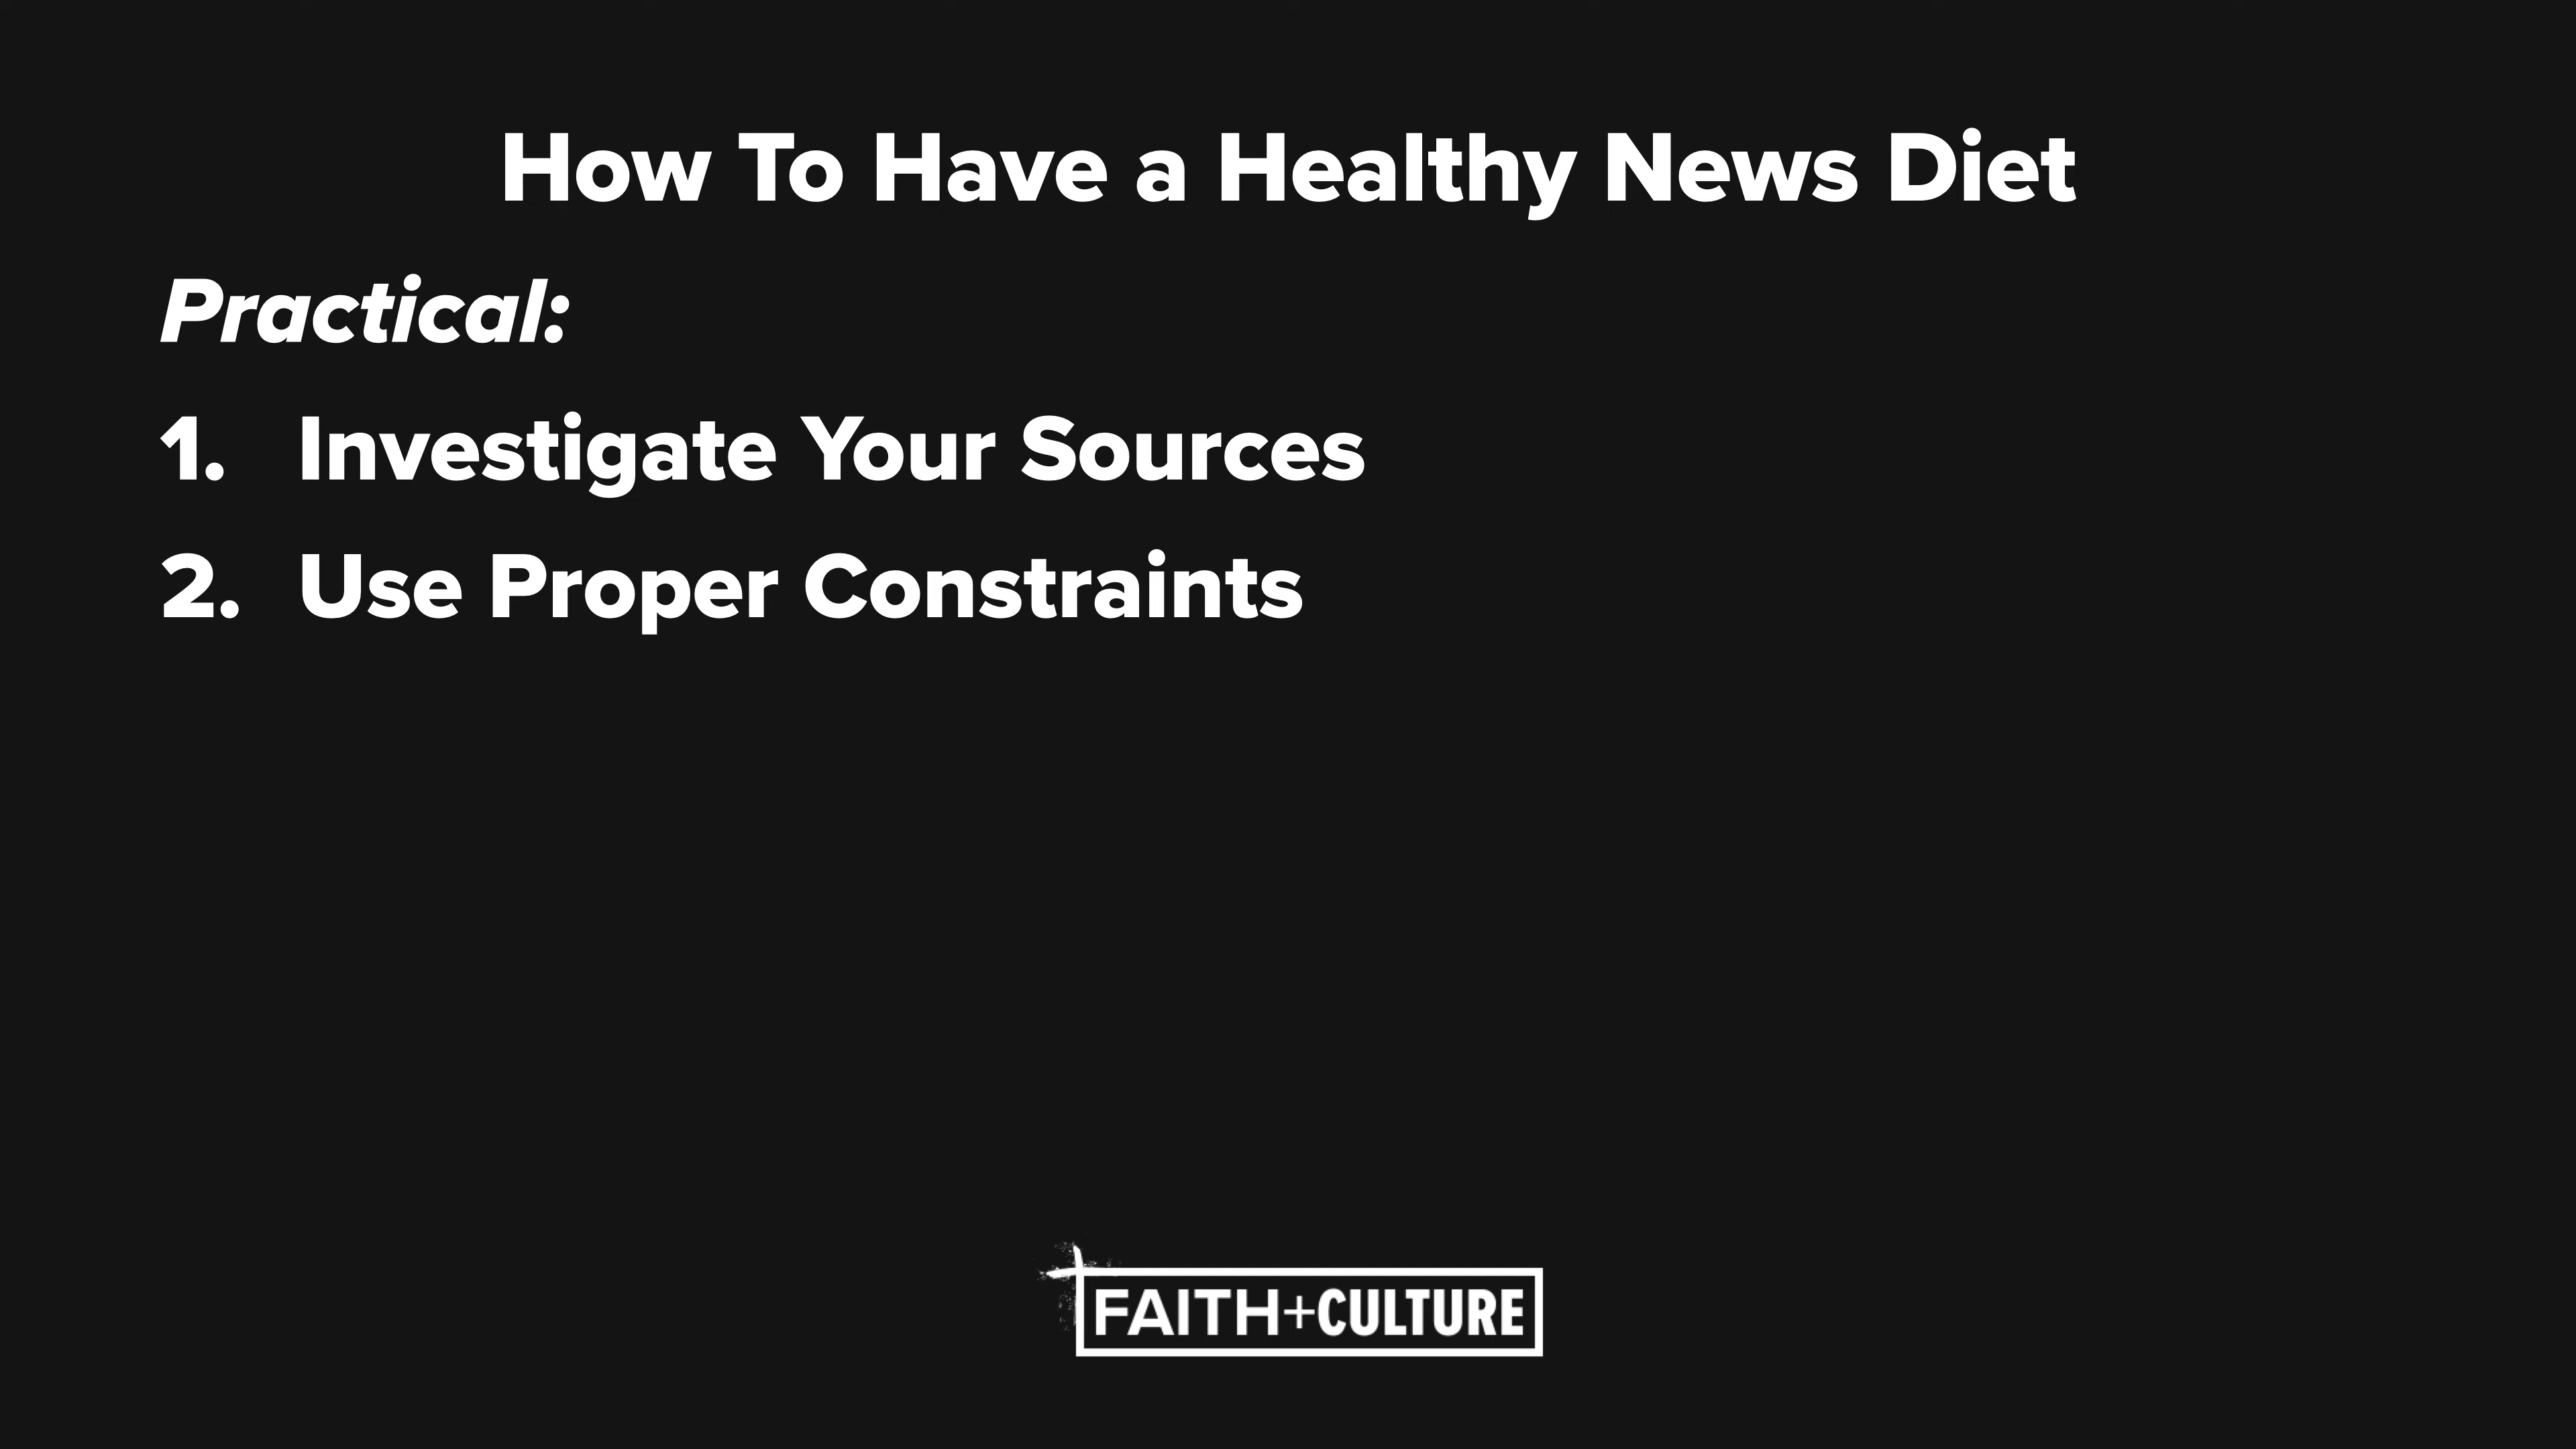 How To Have a Healthy News Diet
Practical:
1. Investigate Your Sources
2. Use Proper Constraints
FAITH+CULTURE